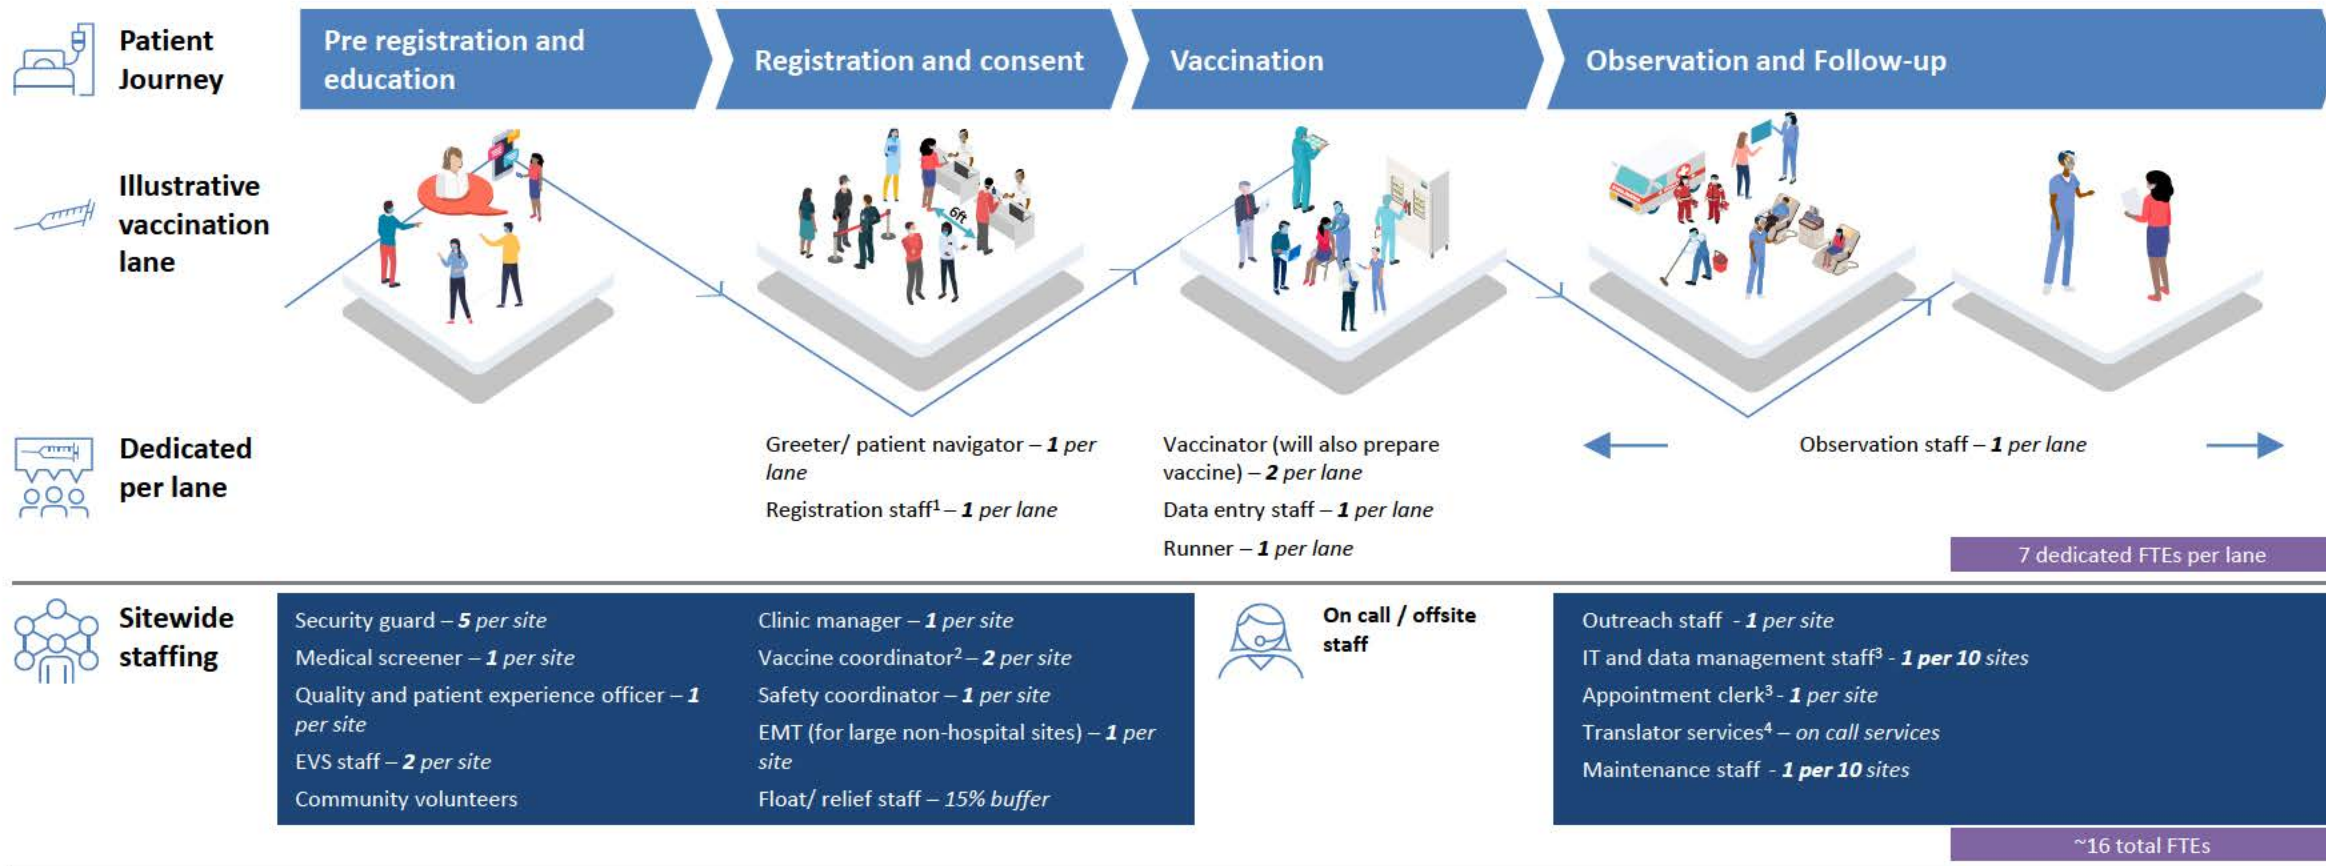 Patient
Journey
Pre registration and
education
Registration and consent
Vaccination
Observation and Follow-up
Illustrative
vaccination
lane
6ft
Dedicated
per lane
Greeter/ patient navigator – 1 per
lane
Registration staff¹ – 1 per lane
Vaccinator (will also prepare
vaccine) – 2 per lane
Data entry staff – 1 per lane
Runner – 1 per lane
Observation staff – 1 per lane
7 dedicated FTEs per lane
Sitewide
staffing
Security guard – 5 per site
Medical screener – 1 per site
Quality and patient experience officer – 1
per site
EVS staff – 2 per site
Community volunteers
Clinic manager – 1 per site
Vaccine coordinator² – 2 per site
Safety coordinator – 1 per site
EMT (for large non-hospital sites) – 1 per
site
Float/ relief staff – 15% buffer
On call / offsite
staff
Outreach staff - 1 per site
IT and data management staff³ - 1 per 10 sites
Appointment clerk³ - 1 per site
Translator services⁴ – on call services
Maintenance staff - 1 per 10 sites
~16 total FTEs